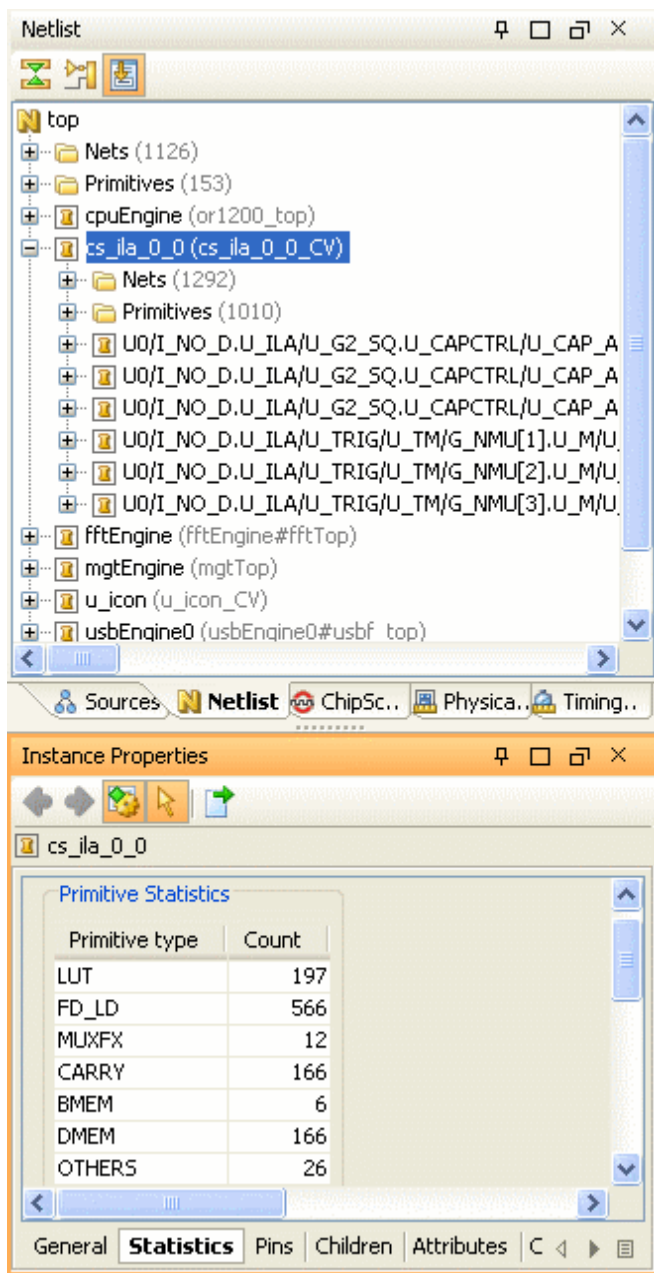 Netlist
top
Nets (1126)
Primitives (153)
cpuEngine (or1200_top)
cs_ila_0_0 (cs_ila_0_0_CV)
Nets (1292)
Primitives (1010)
U0/I_NO_D.U_ILA/U_G2_SQ.U_CAPCTRL/U_CAP_A
U0/I_NO_D.U_ILA/U_G2_SQ.U_CAPCTRL/U_CAP_A
U0/I_NO_D.U_ILA/U_G2_SQ.U_CAPCTRL/U_CAP_A
U0/I_NO_D.U_ILA/U_TRIG/U_TM/G_NMU[1].U_M/U_
U0/I_NO_D.U_ILA/U_TRIG/U_TM/G_NMU[2].U_M/U_
U0/I_NO_D.U_ILA/U_TRIG/U_TM/G_NMU[3].U_M/U_
fftEngine (fftEngine#fftTop)
mgtEngine (mgtTop)
u_icon (u_icon_CV)
usbEngine0 (usbEngine0#usbf_top)
Sources Netlist ChipSc.. Physica.. Timing..
Instance Properties
cs_ila_0_0
Primitive Statistics
Primitive type Count
LUT 197
FD_LD 566
MUXFX 12
CARRY 166
BMEM 6
DMEM 166
OTHERS 26
General Statistics Pins Children Attributes C